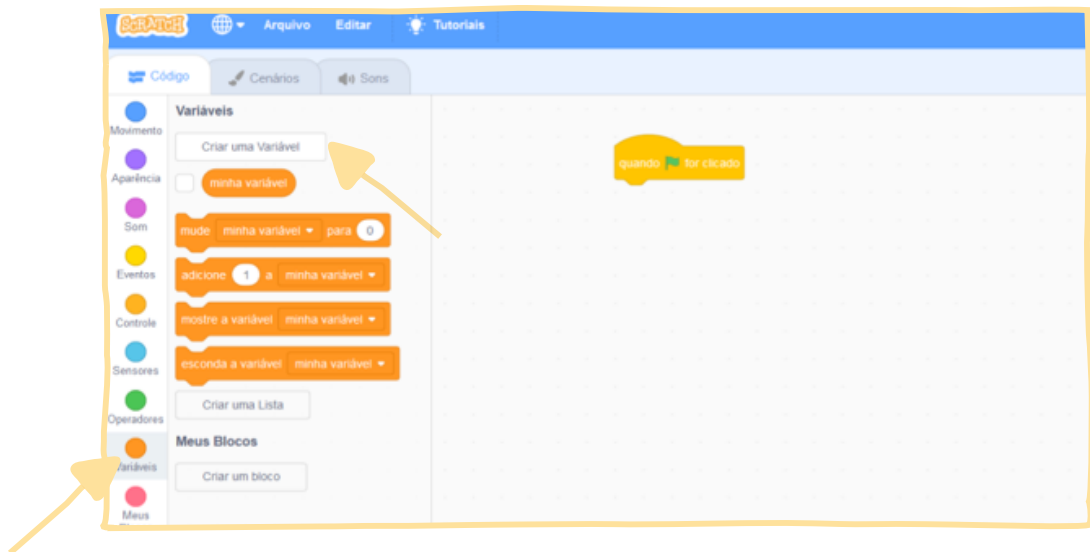 SCRATCH Arquivo Editar Tutoriais
Código Cenários Sons
Movimento
Aparência
Som
Eventos
Controle
Sensores
Operadores
Variáveis
Meus
Variáveis
Criar uma Variável
minha variável
mude minha variável para 0
adicione 1 a minha variável
mostre a variável minha variável
esconda a variável minha variável
Criar uma Lista
Meus Blocos
Criar um bloco
quando for clicado